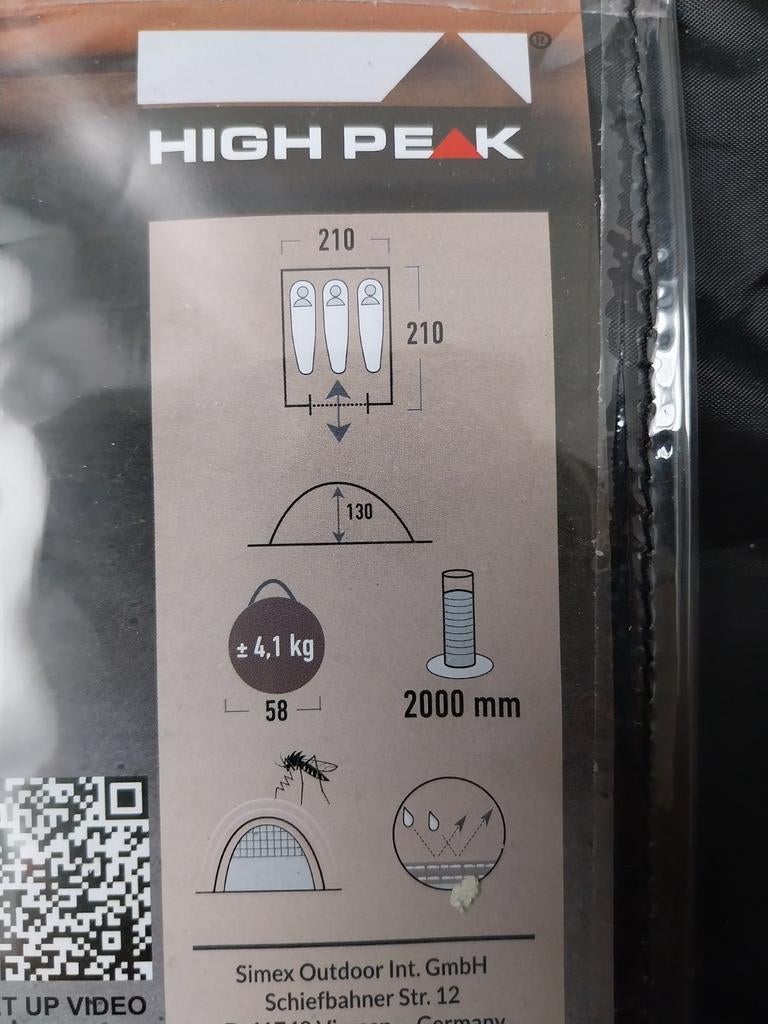 ®
HIGH PEAK
210
210
130
± 4,1 kg
58
2000 mm
UP VIDEO
Simex Outdoor Int. GmbH
Schiefbahner Str. 12
Germany